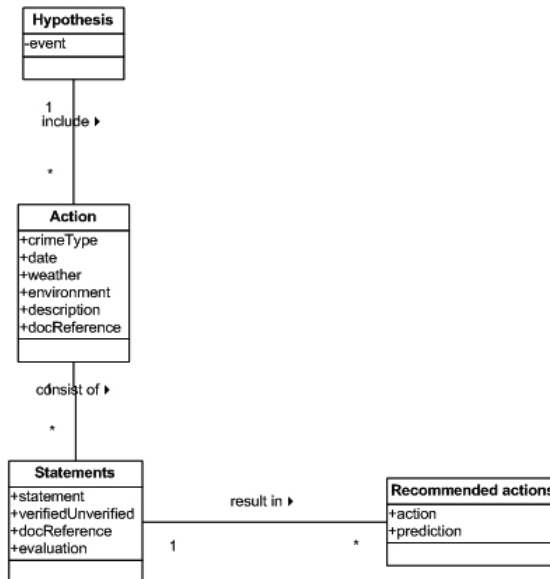 Hypothesis
-event
1
include ▶
*
Action
+crimeType
+date
+weather
+environment
+description
+docReference
consist of ▶
1
*
Statements
+statement
+verifiedUnverified
+docReference
+evaluation
result in ▶
1
*
Recommended actions
+action
+prediction